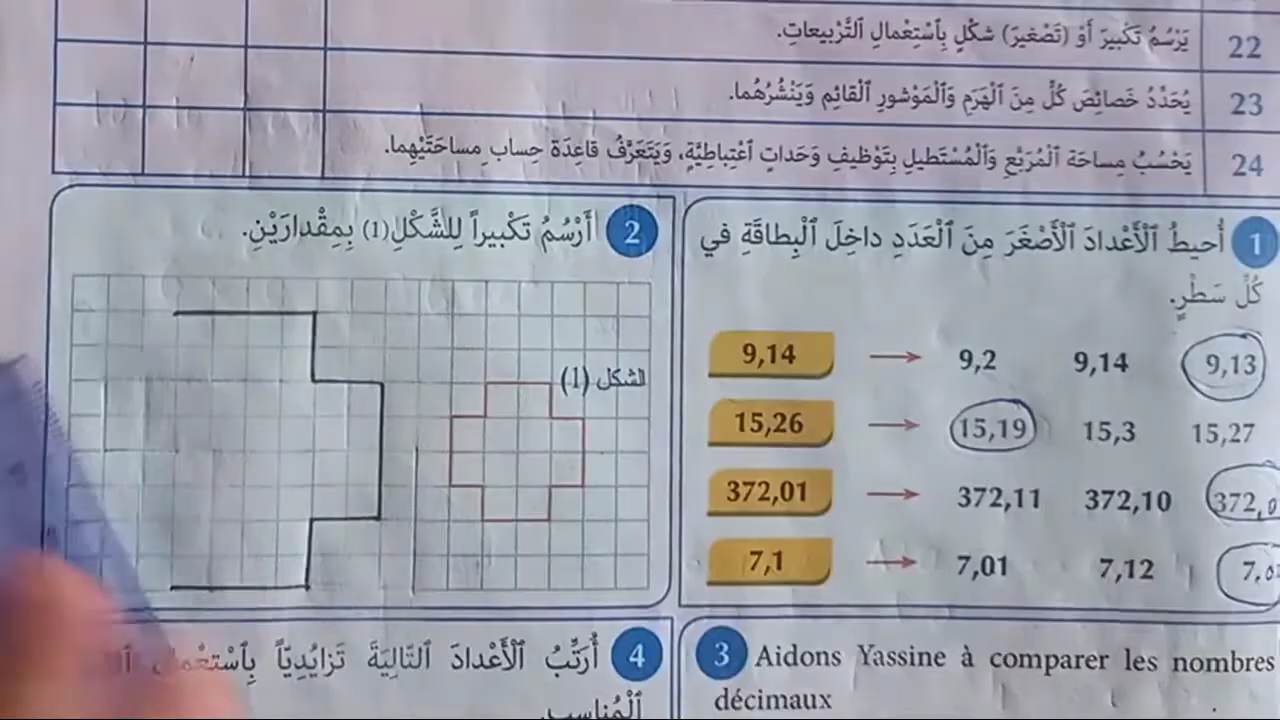 22 يَرْسُمُ تَكْبيرَ أَوْ (تَصْغيرَ) شكْلٍ بِٱسْتِعْمالِ ٱلتَّرْبيعاتِ.
23 يُحَدِّدُ خَصائِصَ كُلٍّ مِنَ ٱلْهَرَمِ وَٱلْمَوْشورِ ٱلْقائِمِ وَيَنْشُرُهُما.
24 يَحْسُبُ مِساحَةَ ٱلْمُرَبَّعِ وَٱلْمُسْتَطيلِ بِتَوْظيفِ وَحَداتٍ ٱعْتِباطِيَّةٍ، وَيَتَعَرَّفُ قاعِدَةَ حِسابِ مِساحَتَيْهِما.
1 أُحيطُ ٱلْأَعْدادَ ٱلْأَصْغَرَ مِنَ ٱلْعَدَدِ داخِلَ ٱلْبِطاقَةِ في
كُلِّ سَطْرٍ.
9,14 → 9,2 9,14 9,13
15,26 → 15,19 15,3 15,27
372,01 → 372,11 372,10
7,1 → 7,01 7,12
2 أَرْسُمُ تَكْبيراً لِلشَّكْلِ(1) بِمِقْدارَيْنِ.
الشكل (1)
3 Aidons Yassine à comparer les nombres
décimaux
4 أُرَتِّبُ ٱلْأَعْدادَ ٱلتّالِيَةَ تَزايُدِيّاً بِٱسْتِعْمالِ
ٱلْمُناسِبِ.